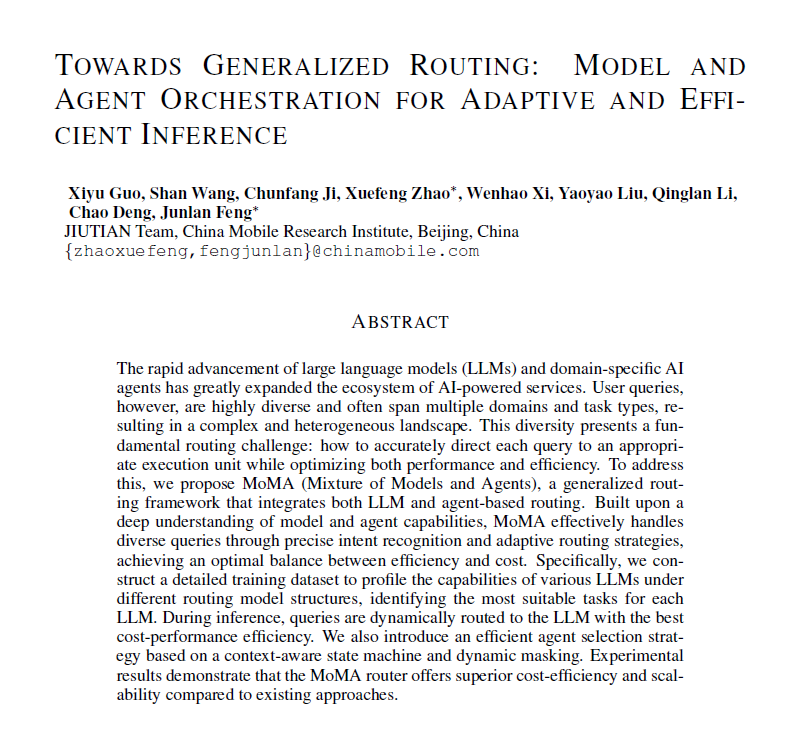 TOWARDS GENERALIZED ROUTING: MODEL AND
AGENT ORCHESTRATION FOR ADAPTIVE AND EFFI-
CIENT INFERENCE
Xiyu Guo, Shan Wang, Chunfang Ji, Xuefeng Zhao*, Wenhao Xi, Yaoyao Liu, Qinglan Li,
Chao Deng, Junlan Feng*
JIUTIAN Team, China Mobile Research Institute, Beijing, China
{zhaoxuefeng,fengjunlan}@chinamobile.com
ABSTRACT
The rapid advancement of large language models (LLMs) and domain-specific AI
agents has greatly expanded the ecosystem of AI-powered services. User queries,
however, are highly diverse and often span multiple domains and task types, re-
sulting in a complex and heterogeneous landscape. This diversity presents a fun-
damental routing challenge: how to accurately direct each query to an appropri-
ate execution unit while optimizing both performance and efficiency. To address
this, we propose MoMA (Mixture of Models and Agents), a generalized rout-
ing framework that integrates both LLM and agent-based routing. Built upon a
deep understanding of model and agent capabilities, MoMA effectively handles
diverse queries through precise intent recognition and adaptive routing strategies,
achieving an optimal balance between efficiency and cost. Specifically, we con-
struct a detailed training dataset to profile the capabilities of various LLMs under
different routing model structures, identifying the most suitable tasks for each
LLM. During inference, queries are dynamically routed to the LLM with the best
cost-performance efficiency. We also introduce an efficient agent selection strat-
egy based on a context-aware state machine and dynamic masking. Experimental
results demonstrate that the MoMA router offers superior cost-efficiency and scal-
ability compared to existing approaches.